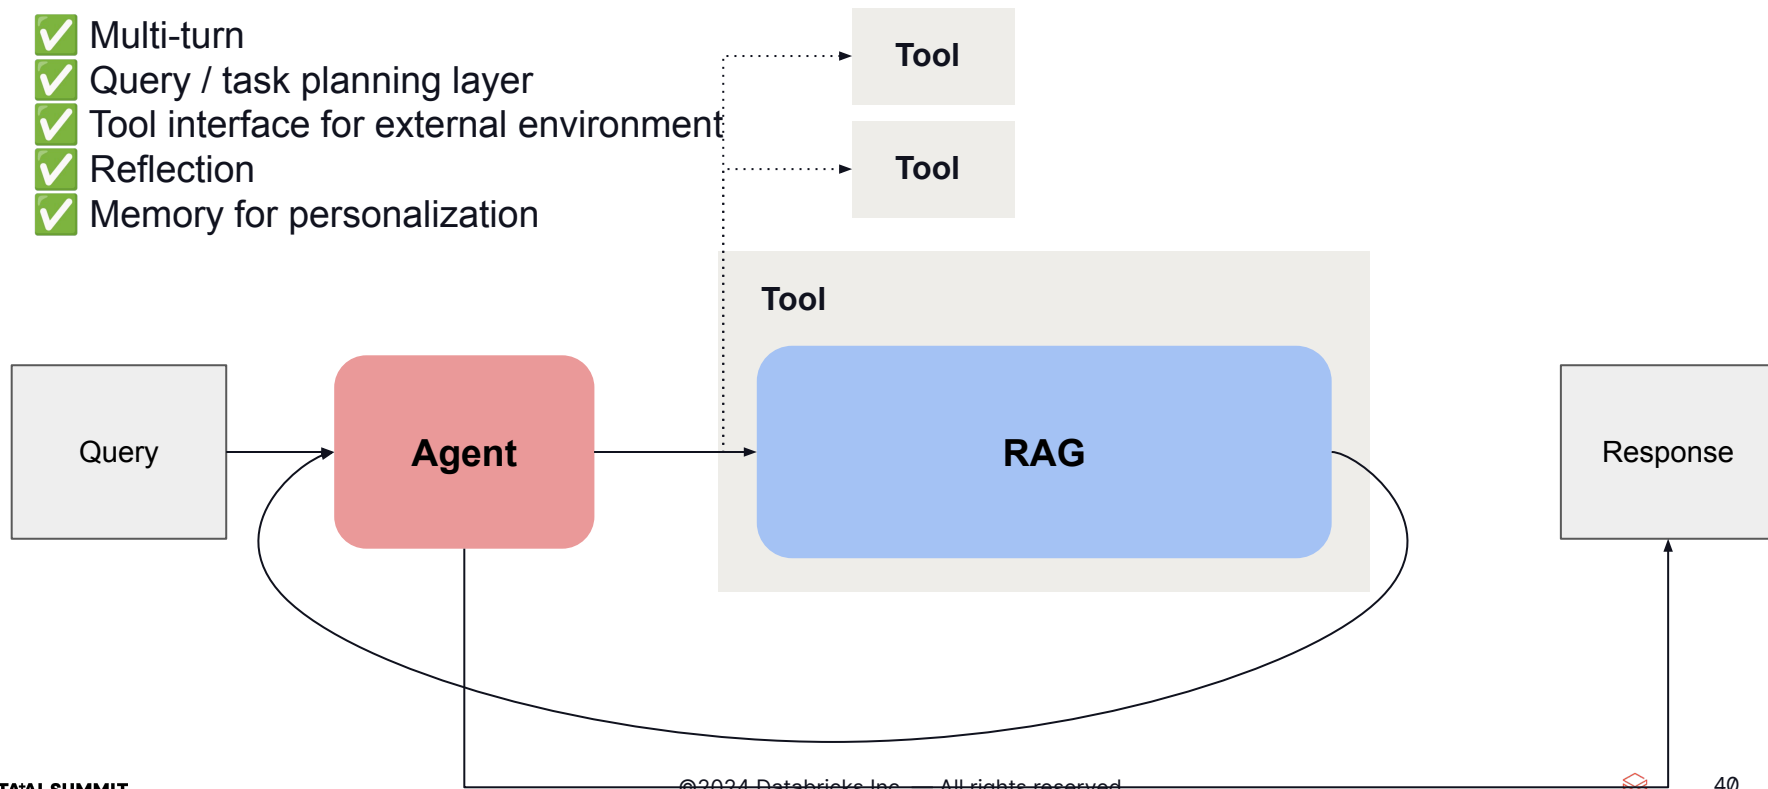 ✅ Multi-turn
✅ Query / task planning layer
✅ Tool interface for external environment
✅ Reflection
✅ Memory for personalization
Tool
Tool
Tool
Query
Agent
RAG
Response
©2024 Databricks Inc. — All rights reserved